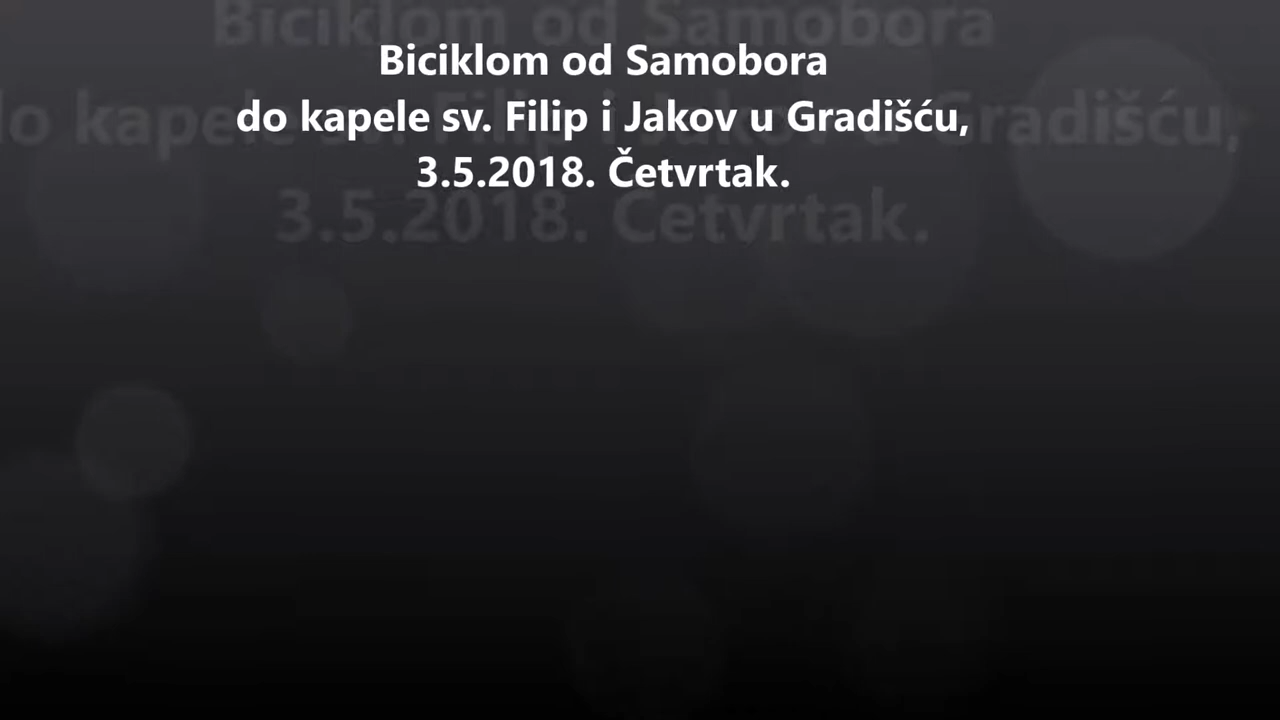 Biciklom od Samobora
do kapele sv. Filip i Jakov u Gradišću,
3.5.2018. Četvrtak.